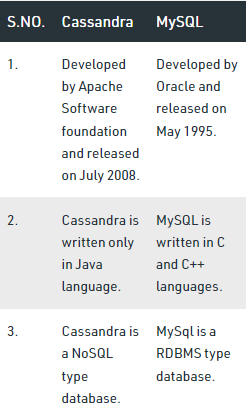 S.NO. Cassandra MySQL
1. Developed Developed by
by Apache Oracle and
Software released on
foundation May 1995.
and released
on July 2008.
2. Cassandra is MySQL is
written only written in C
in Java and C++
language. languages.
3. Cassandra is MySql is a
a NoSQL RDBMS type
type database.
database.